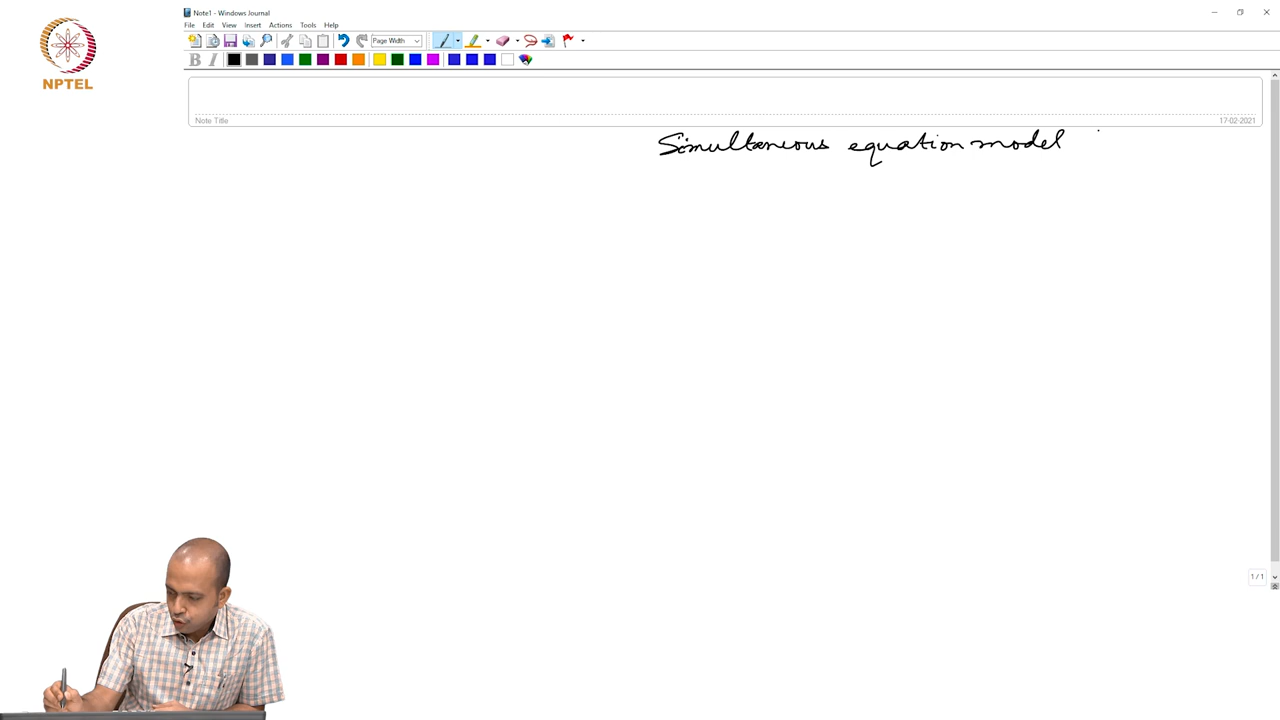 Note1 - Windows Journal
File Edit View Insert Actions Tools Help
Page Width
B I
NPTEL
Note Title
17-02-2021
Simultaneous equation model
1 / 1